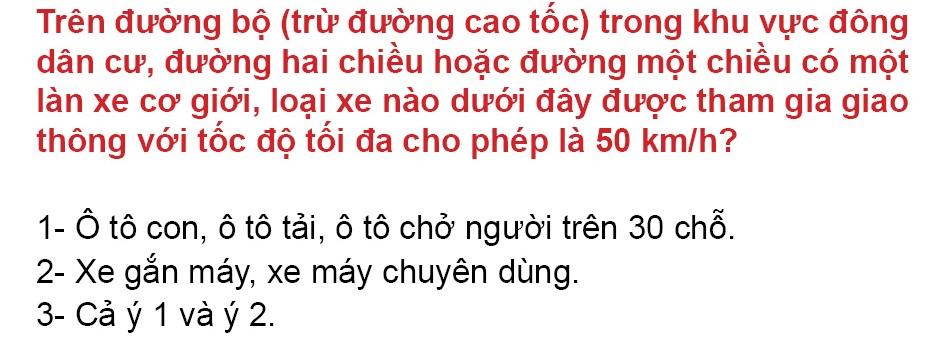 Trên đường bộ (trừ đường cao tốc) trong khu vực đông
dân cư, đường hai chiều hoặc đường một chiều có một
làn xe cơ giới, loại xe nào dưới đây được tham gia giao
thông với tốc độ tối đa cho phép là 50 km/h?
1- Ô tô con, ô tô tải, ô tô chở người trên 30 chỗ.
2- Xe gắn máy, xe máy chuyên dùng.
3- Cả ý 1 và ý 2.